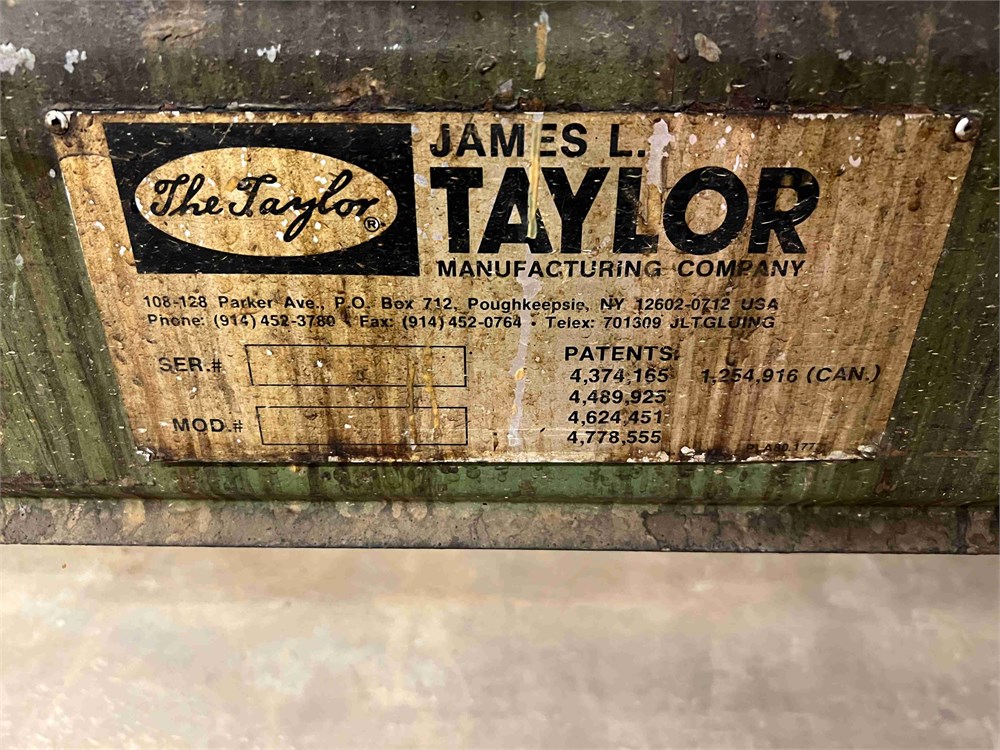 The Taylor®
JAMES L.
TAYLOR
MANUFACTURING COMPANY
108-128 Parker Ave., P.O. Box 712, Poughkeepsie, NY 12602-0712 USA
Phone: (914) 452-3780 • Fax: (914) 452-0764 • Telex: 701309 JLTGLUING
SER.#
MOD.#
PATENTS:
4,374,165 1,254,916 (CAN.)
4,489,925
4,624,451
4,778,555